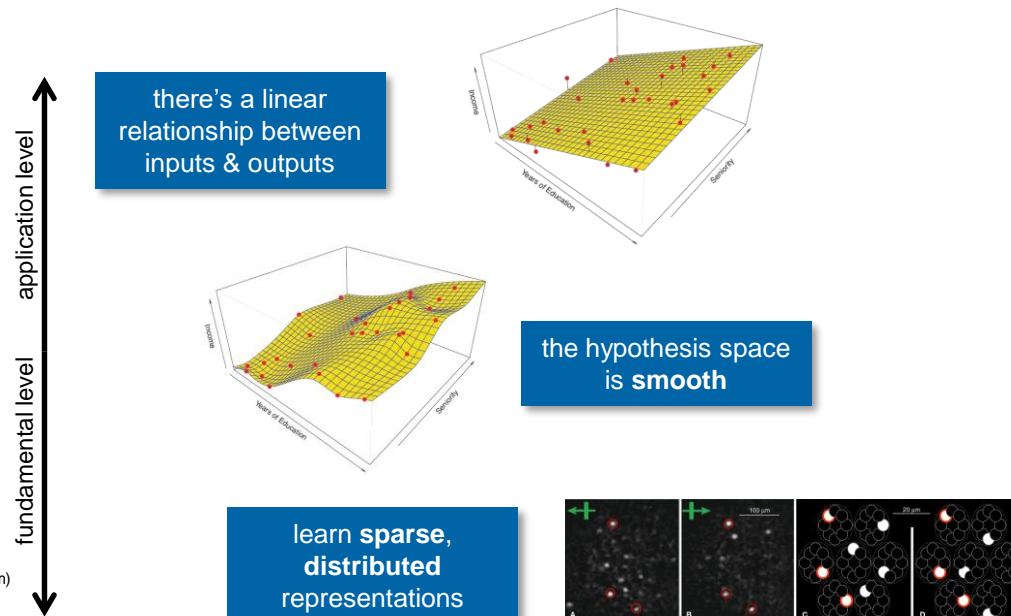 application level
fundamental level
there's a linear
relationship between
inputs & outputs
Income
Years of Education
Seniority
Income
Years of Education
Seniority
the hypothesis space
is smooth
learn sparse,
distributed
representations
100 µm
20 µm
A
B
C
D